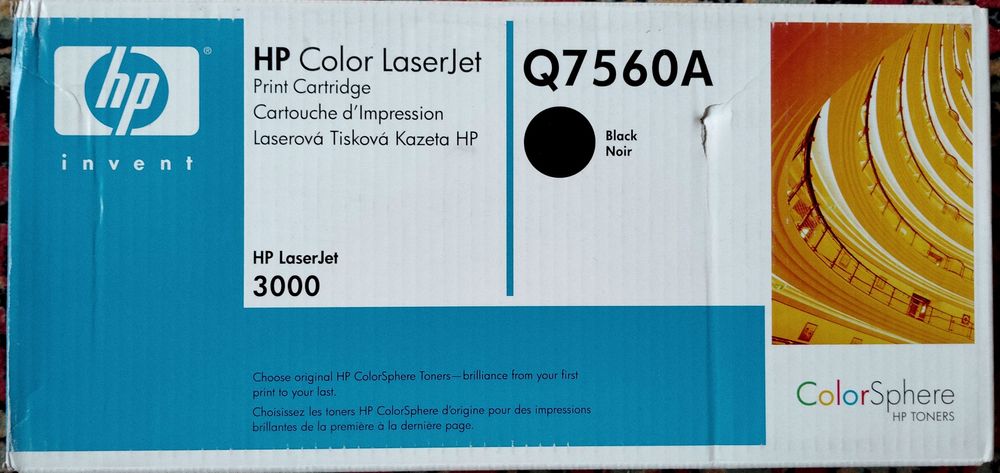 hp
®
invent
HP Color LaserJet
Print Cartridge
Cartouche d'Impression
Laserová Tisková Kazeta HP
HP LaserJet
3000
Q7560A
Black
Noir
Choose original HP ColorSphere Toners—brilliance from your first
print to your last.
Choisissez les toners HP ColorSphere d'origine pour des impressions
brillantes de la première à la dernière page.
ColorSphere
HP TONERS